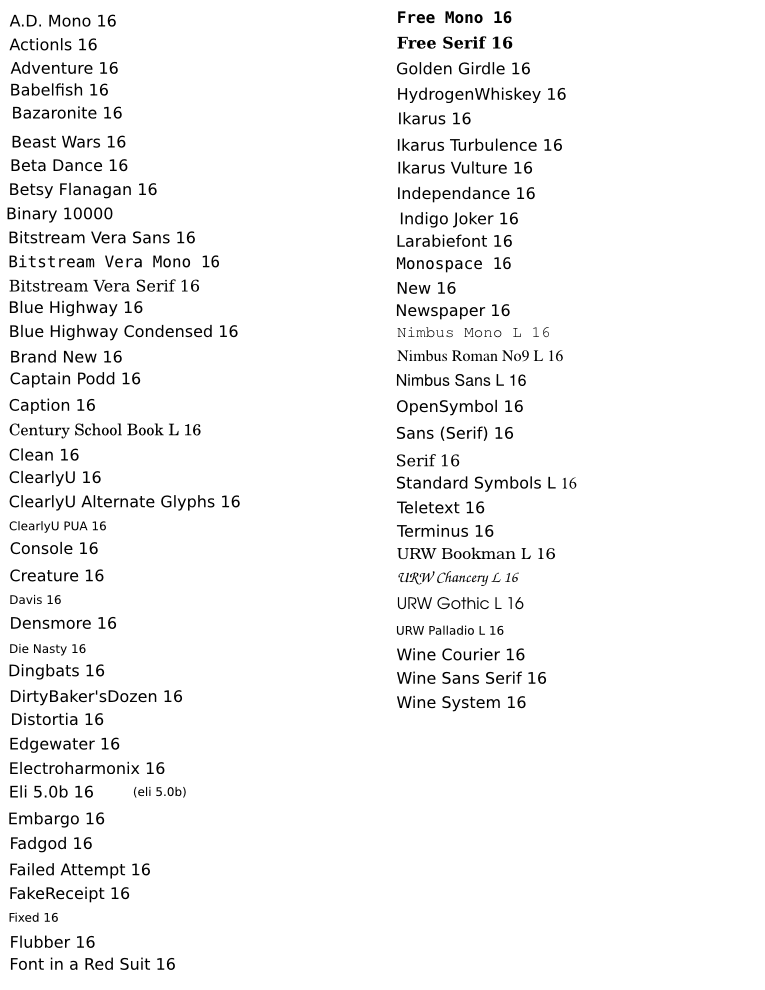 A.D. Mono 16
Actionls 16
Adventure 16
Babelfish 16
Bazaronite 16
Beast Wars 16
Beta Dance 16
Betsy Flanagan 16
Binary 10000
Bitstream Vera Sans 16
Bitstream Vera Mono 16
Bitstream Vera Serif 16
Blue Highway 16
Blue Highway Condensed 16
Brand New 16
Captain Podd 16
Caption 16
Century School Book L 16
Clean 16
ClearlyU 16
ClearlyU Alternate Glyphs 16
ClearlyU PUA 16
Console 16
Creature 16
Davis 16
Densmore 16
Die Nasty 16
Dingbats 16
DirtyBaker'sDozen 16
Distortia 16
Edgewater 16
Electroharmonix 16
Eli 5.0b 16 (eli 5.0b)
Embargo 16
Fadgod 16
Failed Attempt 16
FakeReceipt 16
Fixed 16
Flubber 16
Font in a Red Suit 16
Free Mono 16
Free Serif 16
Golden Girdle 16
HydrogenWhiskey 16
Ikarus 16
Ikarus Turbulence 16
Ikarus Vulture 16
Independance 16
Indigo Joker 16
Larabiefont 16
Monospace 16
New 16
Newspaper 16
Nimbus Mono L 16
Nimbus Roman No9 L 16
Nimbus Sans L 16
OpenSymbol 16
Sans (Serif) 16
Serif 16
Standard Symbols L 16
Teletext 16
Terminus 16
URW Bookman L 16
URW Chancery L 16
URW Gothic L 16
URW Palladio L 16
Wine Courier 16
Wine Sans Serif 16
Wine System 16